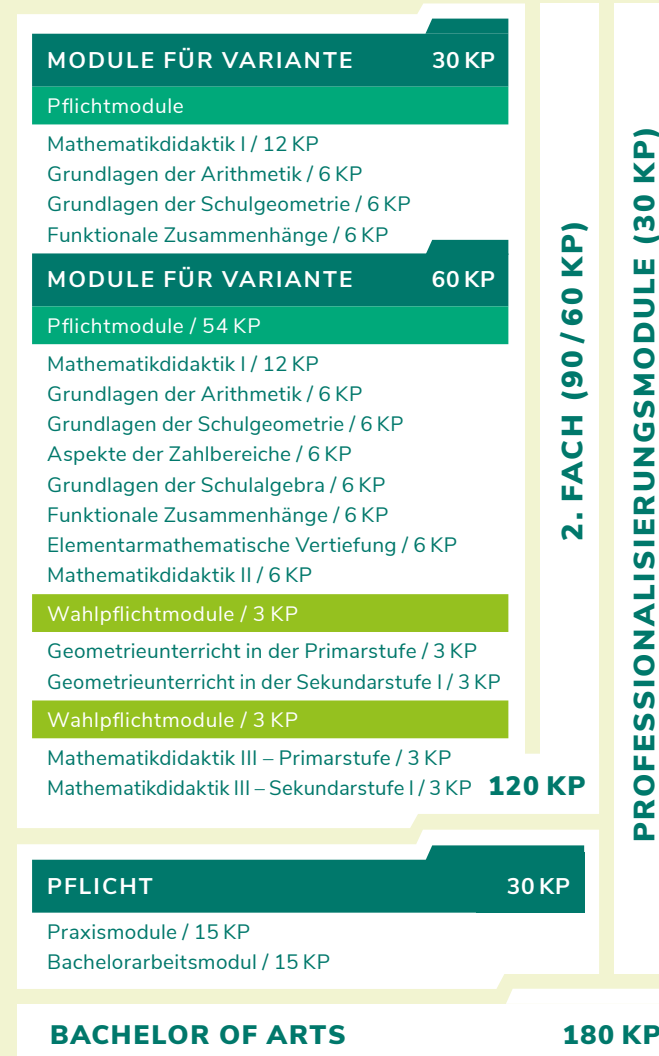 MODULE FÜR VARIANTE 30 KP
Pflichtmodule
Mathematikdidaktik I / 12 KP
Grundlagen der Arithmetik / 6 KP
Grundlagen der Schulgeometrie / 6 KP
Funktionale Zusammenhänge / 6 KP
MODULE FÜR VARIANTE 60 KP
Pflichtmodule / 54 KP
Mathematikdidaktik I / 12 KP
Grundlagen der Arithmetik / 6 KP
Grundlagen der Schulgeometrie / 6 KP
Aspekte der Zahlbereiche / 6 KP
Grundlagen der Schulalgebra / 6 KP
Funktionale Zusammenhänge / 6 KP
Elementarmathematische Vertiefung / 6 KP
Mathematikdidaktik II / 6 KP
Wahlpflichtmodule / 3 KP
Geometrieunterricht in der Primarstufe / 3 KP
Geometrieunterricht in der Sekundarstufe I / 3 KP
Wahlpflichtmodule / 3 KP
Mathematikdidaktik III – Primarstufe / 3 KP
Mathematikdidaktik III – Sekundarstufe I / 3 KP
120 KP
2. FACH (90/60 KP)
PROFESSIONALISIERUNGSMODULE (30 KP)
PFLICHT 30 KP
Praxismodule / 15 KP
Bachelorarbeitsmodul / 15 KP
BACHELOR OF ARTS 180 KP